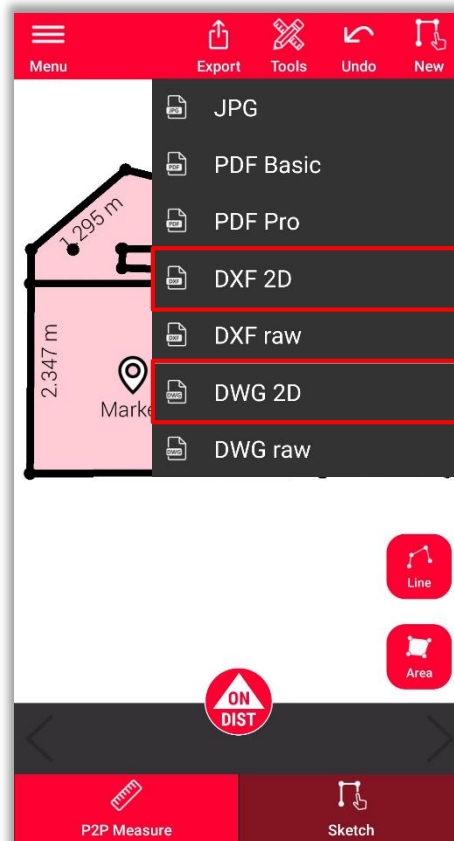 Menu
Export
Tools
Undo
New
JPG
PDF Basic
PDF Pro
DXF 2D
DXF raw
DWG 2D
DWG raw
1.295 m
2.347 m
Marke
Line
Area
ON
DIST
P2P Measure
Sketch